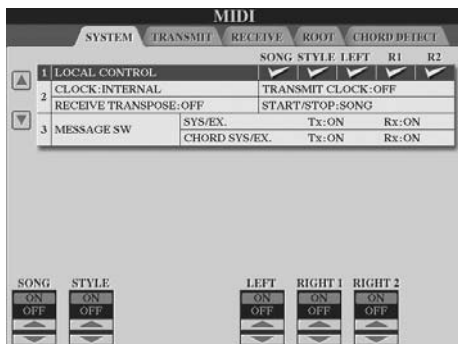 MIDI
SYSTEM TRANSMIT RECEIVE ROOT CHORD DETECT
SONG STYLE LEFT R1 R2
1 LOCAL CONTROL
2 CLOCK:INTERNAL TRANSMIT CLOCK:OFF
RECEIVE TRANSPOSE:OFF START/STOP:SONG
3 MESSAGE SW SYS/EX. Tx:ON Rx:ON
CHORD SYS/EX. Tx:ON Rx:ON
SONG STYLE LEFT RIGHT 1 RIGHT 2
ON ON ON ON ON
OFF OFF OFF OFF OFF